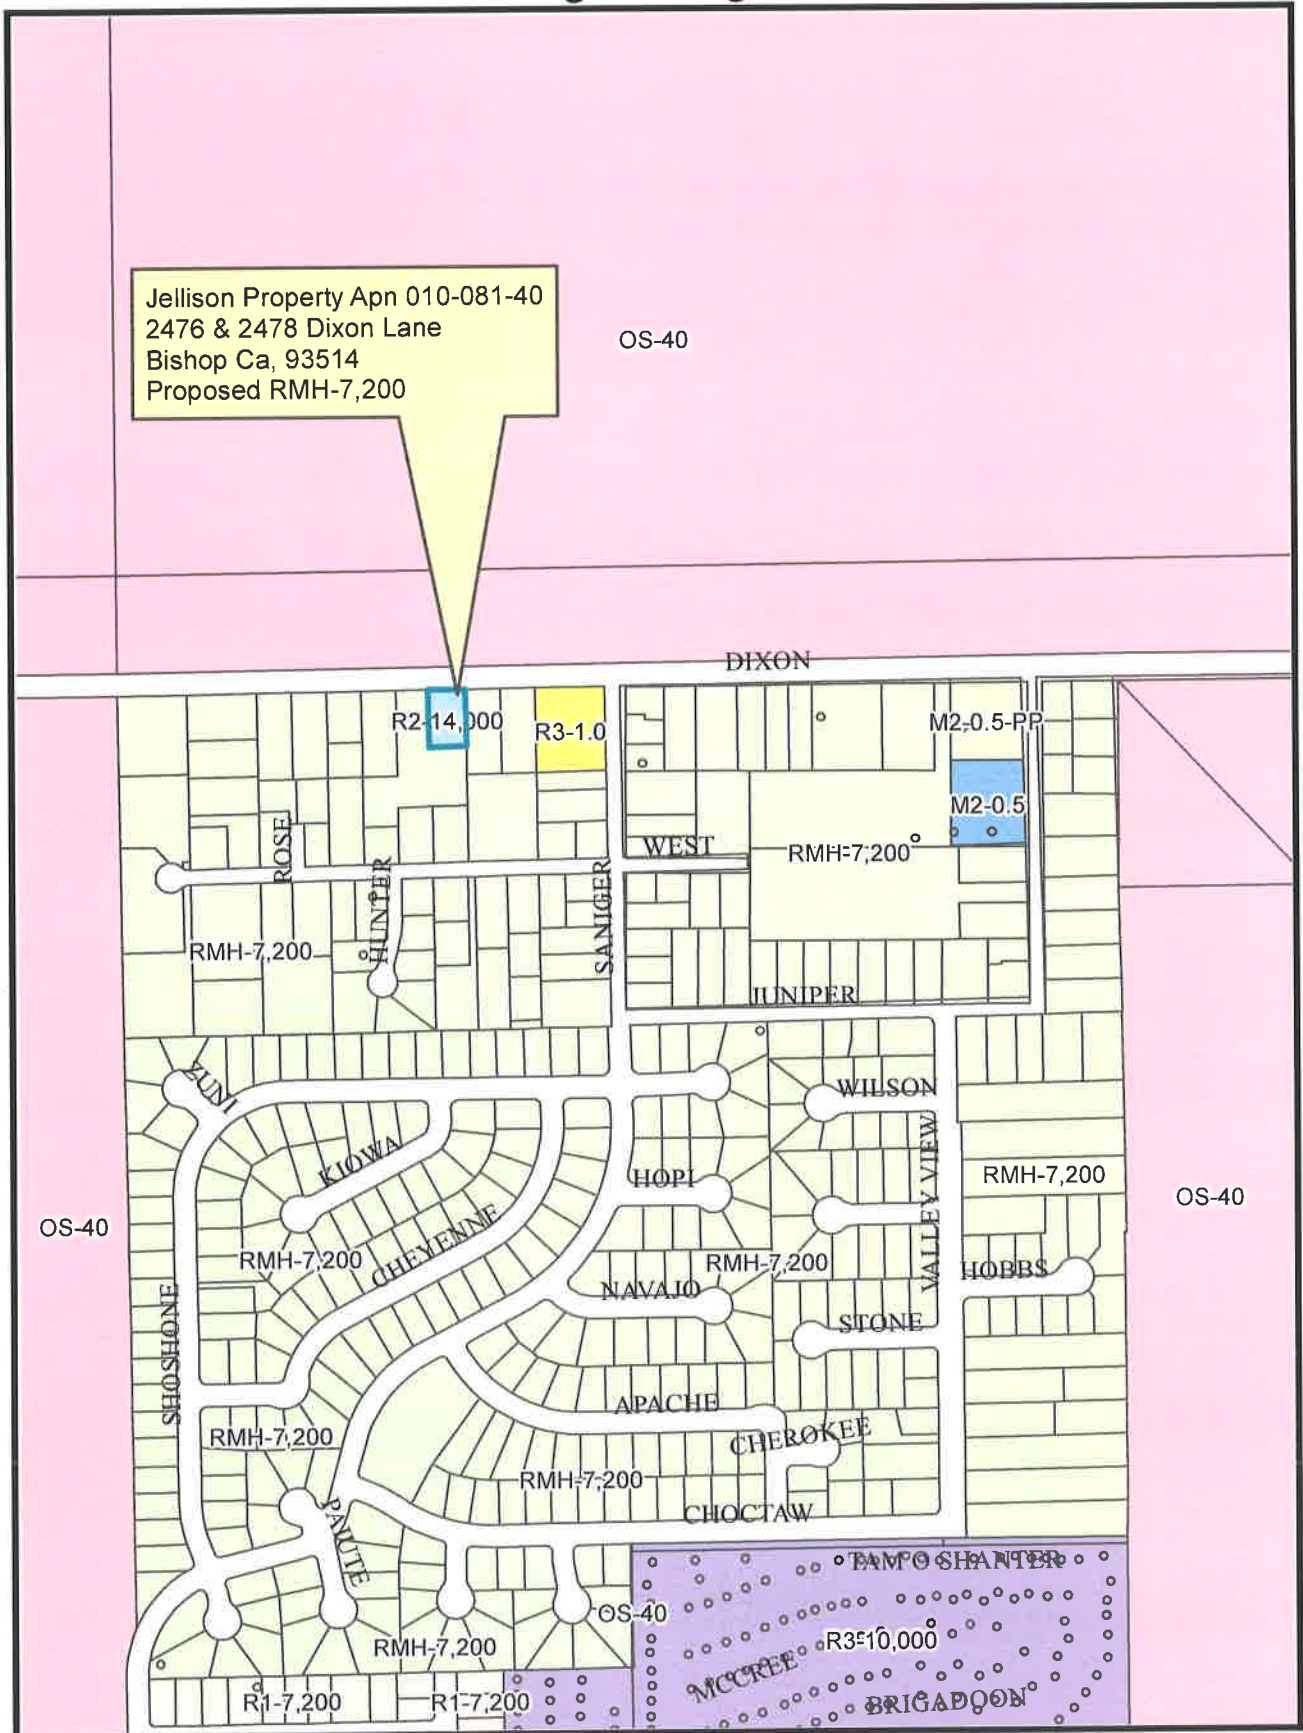 Jellison Property Apn 010-081-40
2476 & 2478 Dixon Lane
Bishop Ca, 93514
Proposed RMH-7,200
OS-40
DIXON
R2-14,000
R3-1.0
M2-0.5-PP
M2-0.5
WEST
RMH-7,200
ROSE
HUNTER
SANIGER
RMH-7,200
JUNIPER
ZUNI
WILSON
KIOWA
HOPI
VALLEY VIEW
RMH-7,200
OS-40
OS-40
CHEYENNE
RMH-7,200
RMH-7,200
HOBBS
NAVAJO
SHOSHONE
STONE
APACHE
CHEROKEE
RMH-7,200
RMH-7,200
CHOCTAW
PAIUTE
TAM O SHANTER
OS-40
R3-10,000
RMH-7,200
MCCREE
R1-7,200
R1-7,200
BRIGADOON